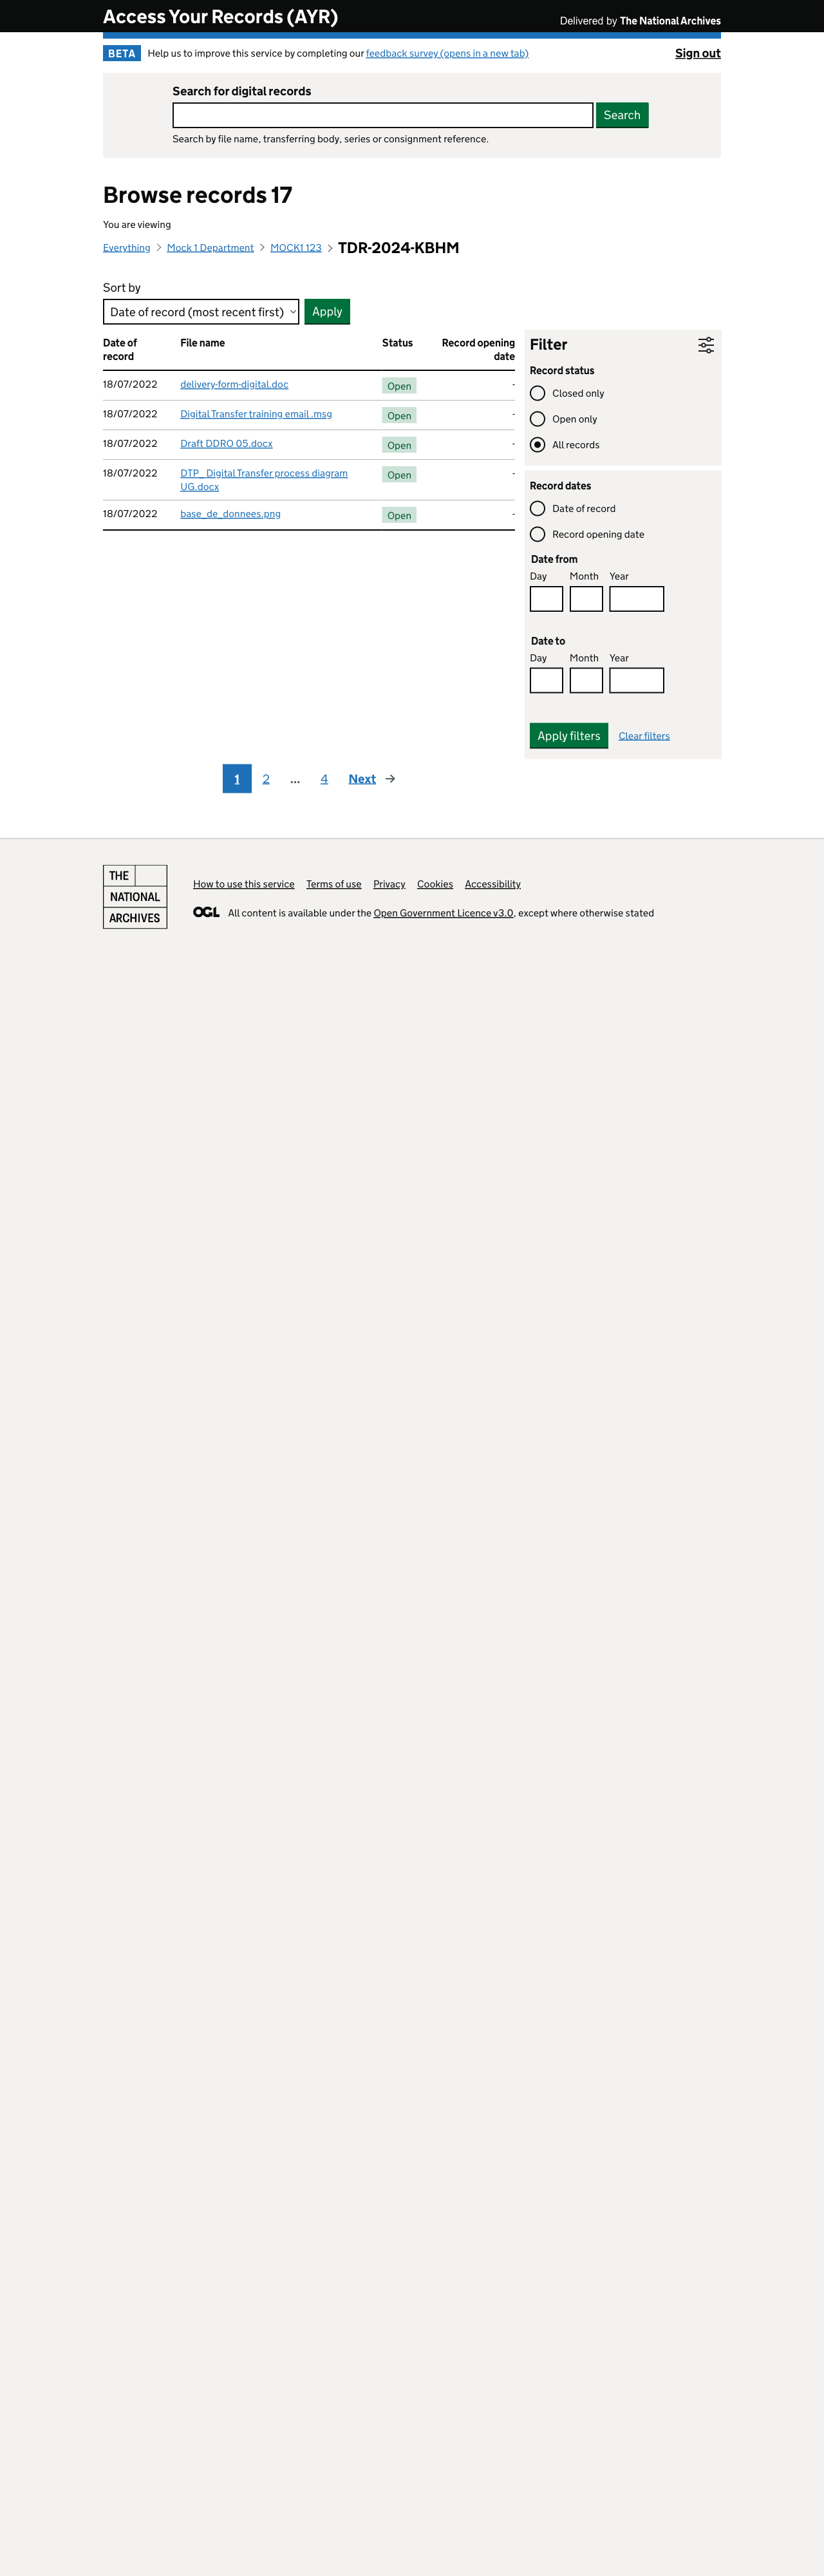 Access Your Records (AYR)
Delivered by The National Archives
BETA Help us to improve this service by completing our feedback survey (opens in a new tab)
Sign out
Search for digital records
Search
Search by file name, transferring body, series or consignment reference.
Browse records 17
You are viewing
Everything Mock 1 Department MOCK1 123 TDR-2024-KBHM
Sort by
Date of record (most recent first) Apply
Date of record File name Status Record opening date
18/07/2022 delivery-form-digital.doc Open -
18/07/2022 Digital Transfer training email .msg Open -
18/07/2022 Draft DDRO 05.docx Open -
18/07/2022 DTP_ Digital Transfer process diagram UG.docx Open -
18/07/2022 base_de_donnees.png Open -
Filter
Record status
Closed only
Open only
All records
Record dates
Date of record
Record opening date
Date from
Day Month Year
Date to
Day Month Year
Apply filters Clear filters
1 2 ... 4 Next
THE NATIONAL ARCHIVES
How to use this service Terms of use Privacy Cookies Accessibility
OGL All content is available under the Open Government Licence v3.0, except where otherwise stated